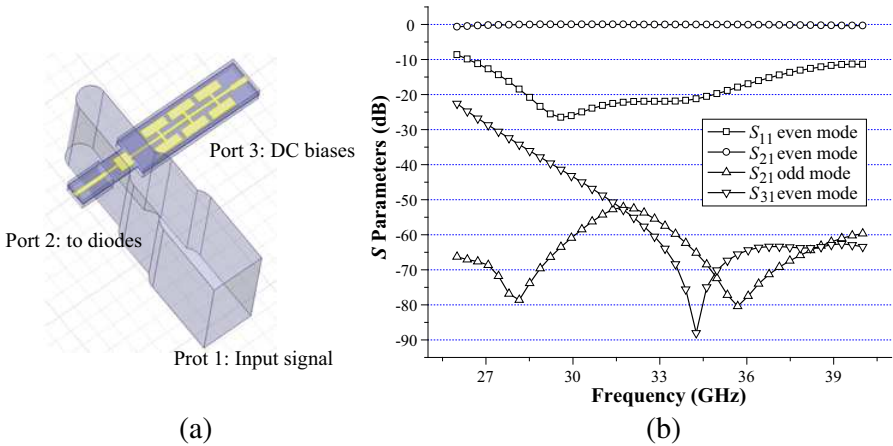 Port 3: DC biases
Port 2: to diodes
Prot 1: Input signal
(a)
0
-10
-20
-30
-40
-50
-60
-70
-80
-90
S Parameters (dB)
S11 even mode
S21 even mode
S21 odd mode
S31 even mode
27 30 33 36 39
Frequency (GHz)
(b)